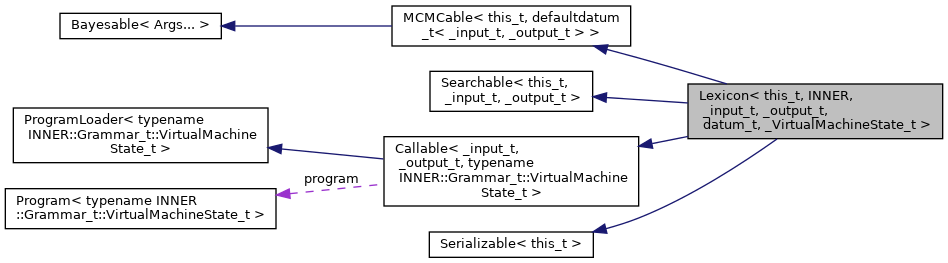 Bayesable< Args... >
MCMCable< this_t, defaultdatum
_t< _input_t, _output_t > >
Searchable< this_t,
_input_t, _output_t >
Lexicon< this_t, INNER,
_input_t, _output_t,
datum_t, _VirtualMachineState_t >
ProgramLoader< typename
INNER::Grammar_t::VirtualMachine
State_t >
Callable< _input_t,
_output_t, typename
INNER::Grammar_t::VirtualMachine
State_t >
program
Program< typename INNER
::Grammar_t::VirtualMachineState_t >
Serializable< this_t >